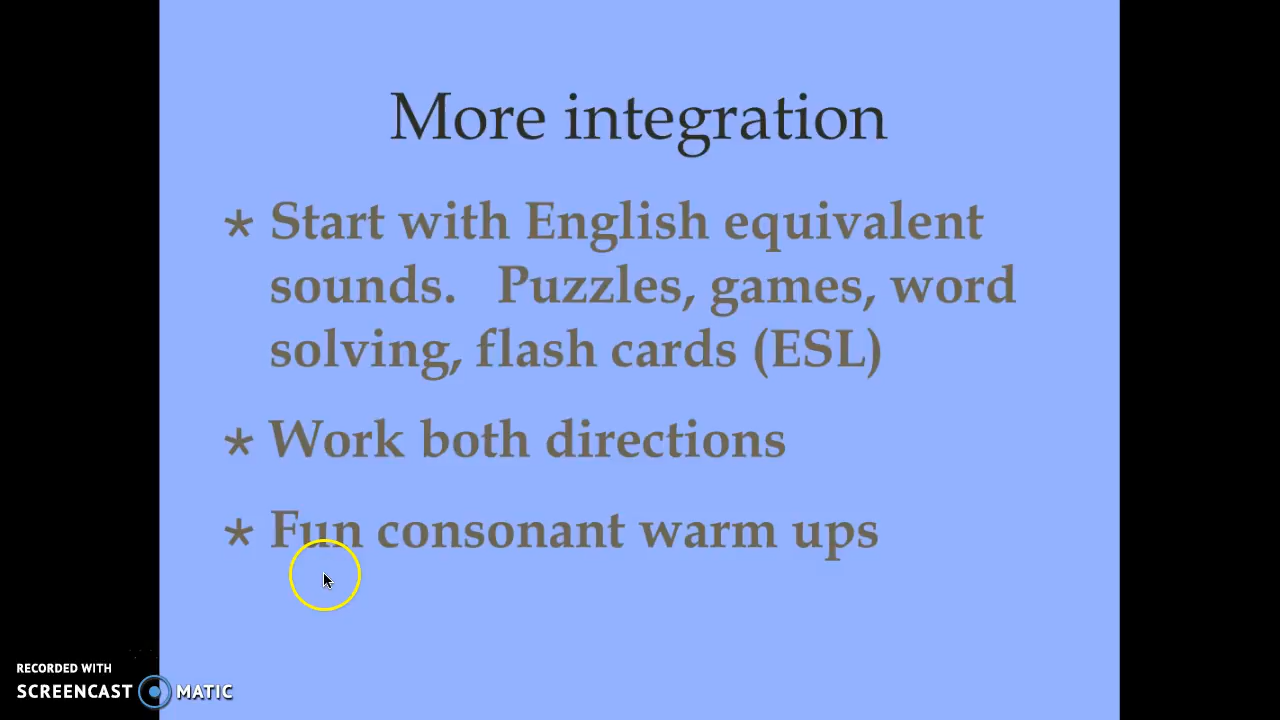 More integration
* Start with English equivalent
sounds. Puzzles, games, word
solving, flash cards (ESL)
* Work both directions
* Fun consonant warm ups
RECORDED WITH
SCREENCAST MATIC